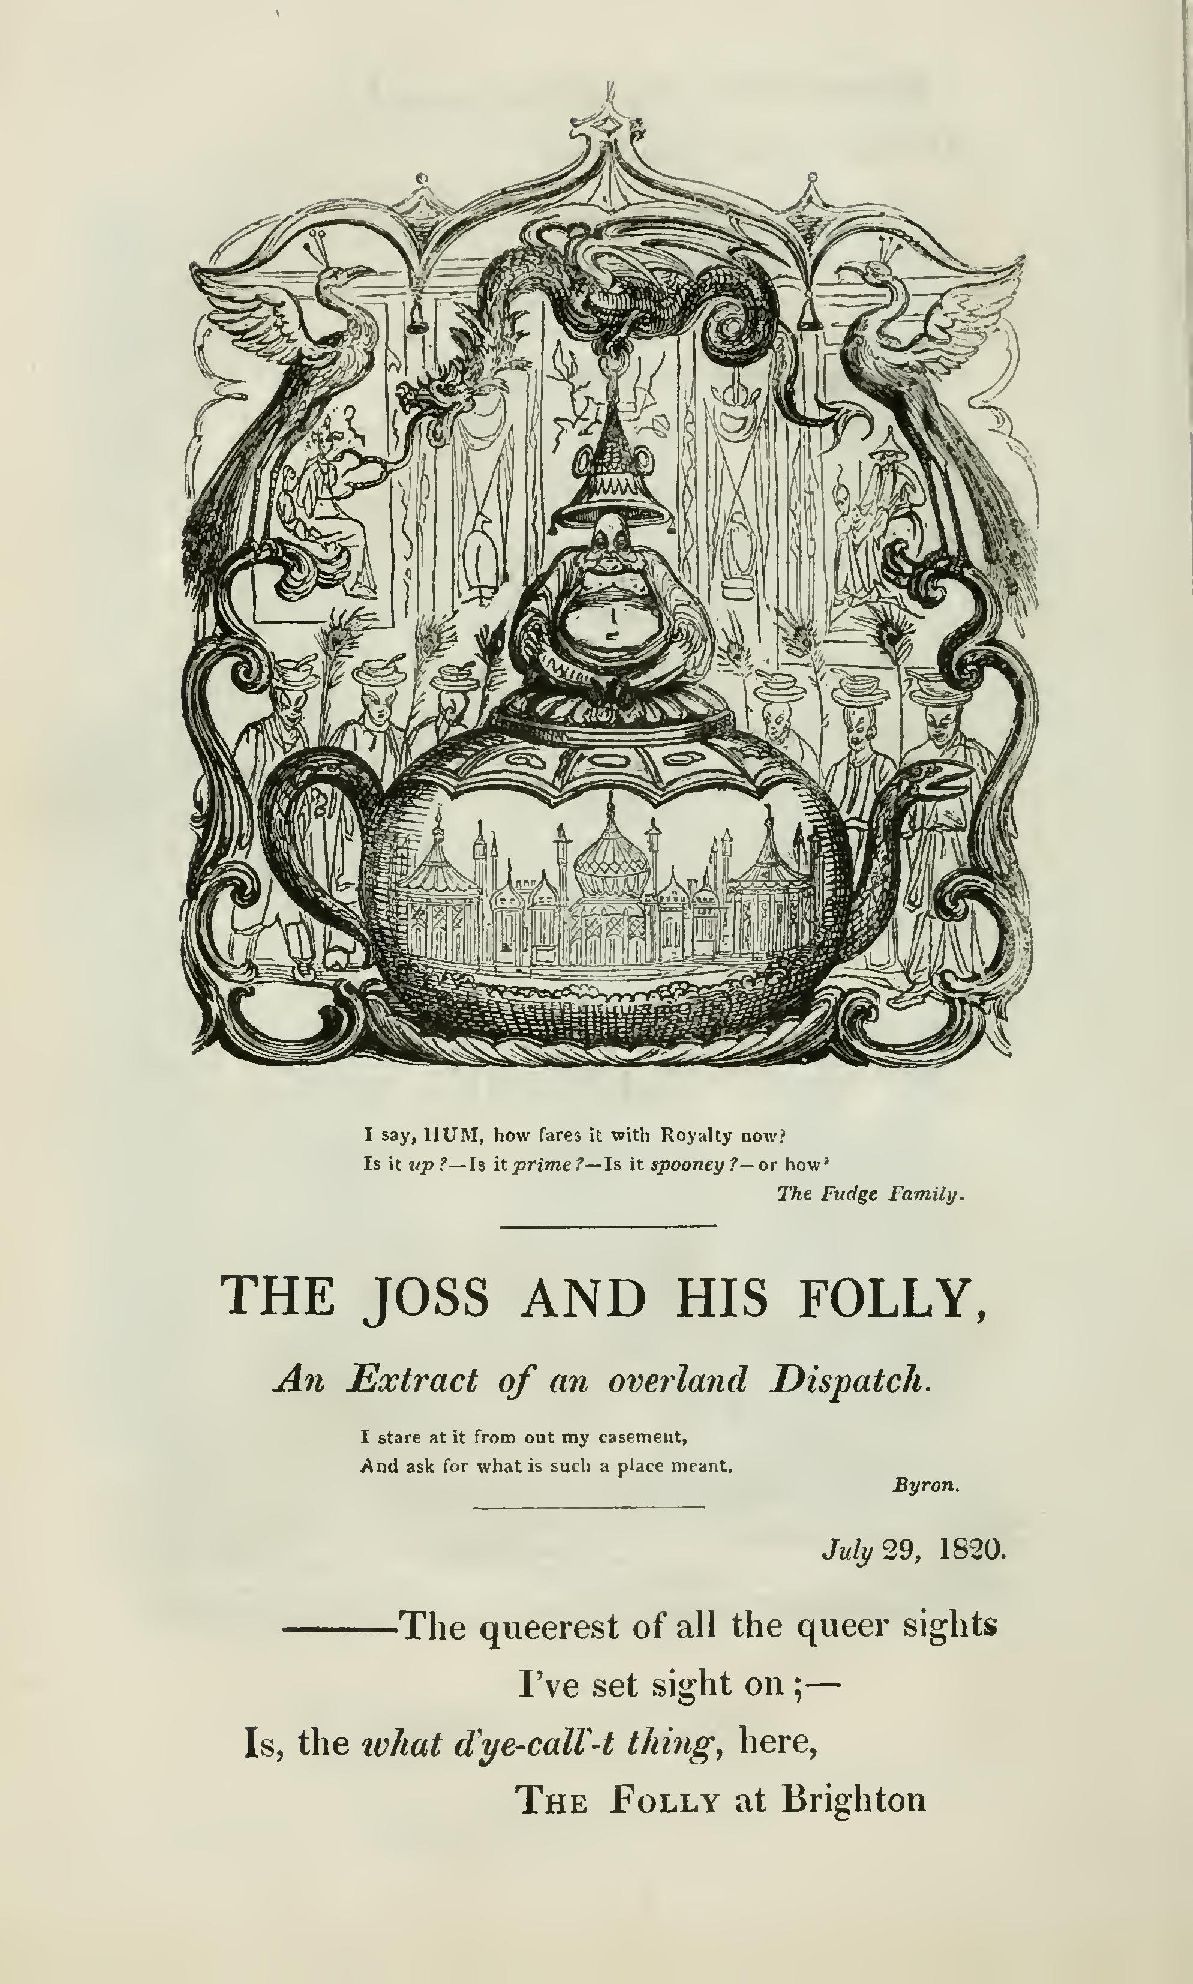 I say, HUM, how fares it with Royalty now?
Is it up?—Is it prime?—Is it spooney?—or how?
The Fudge Family.
THE JOSS AND HIS FOLLY,
An Extract of an overland Dispatch.
I stare at it from out my casement,
And ask for what is such a place meant.
Byron.
July 29, 1820.
———The queerest of all the queer sights
I've set sight on;—
Is, the what d'ye-call'-t thing, here,
THE FOLLY at Brighton